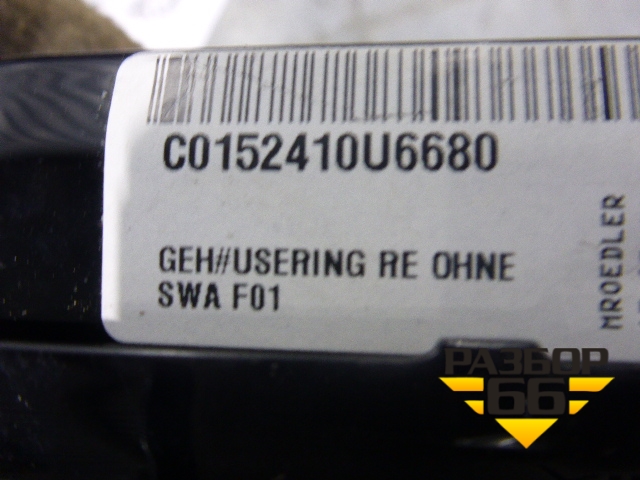 C0152410U6680
GEH#USERING RE OHNE
SWA F01
MROEDLER
РАЗБОР
66